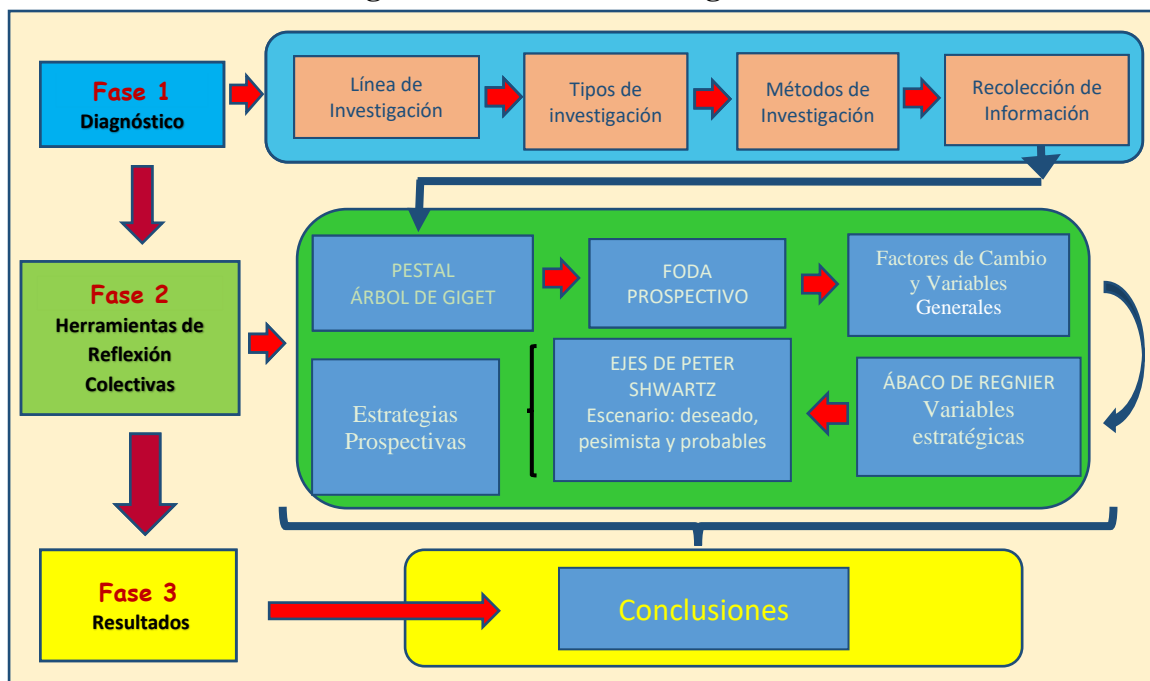 Fase 1
Diagnóstico
Línea de
Investigación
Tipos de
investigación
Métodos de
Investigación
Recolección de
Información
Fase 2
Herramientas de
Reflexión
Colectivas
PESTAL
ÁRBOL DE GIGET
FODA
PROSPECTIVO
Factores de Cambio
y Variables
Generales
ÁBACO DE REGNIER
Variables
estratégicas
EJES DE PETER
SHWARTZ
Escenario: deseado,
pesimista y probables
Estrategias
Prospectivas
Fase 3
Resultados
Conclusiones